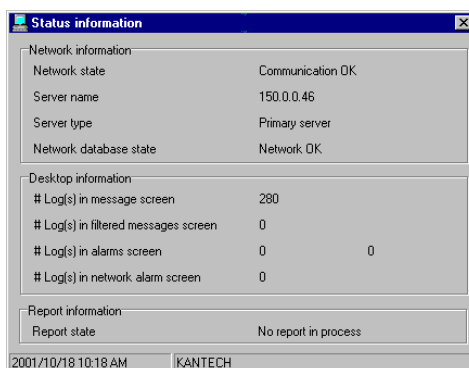 Status information
Network information
Network state Communication OK
Server name 150.0.0.46
Server type Primary server
Network database state Network OK
Desktop information
# Log(s) in message screen 280
# Log(s) in filtered messages screen 0
# Log(s) in alarms screen 0 0
# Log(s) in network alarm screen 0
Report information
Report state No report in process
2001/10/18 10:18 AM KANTECH